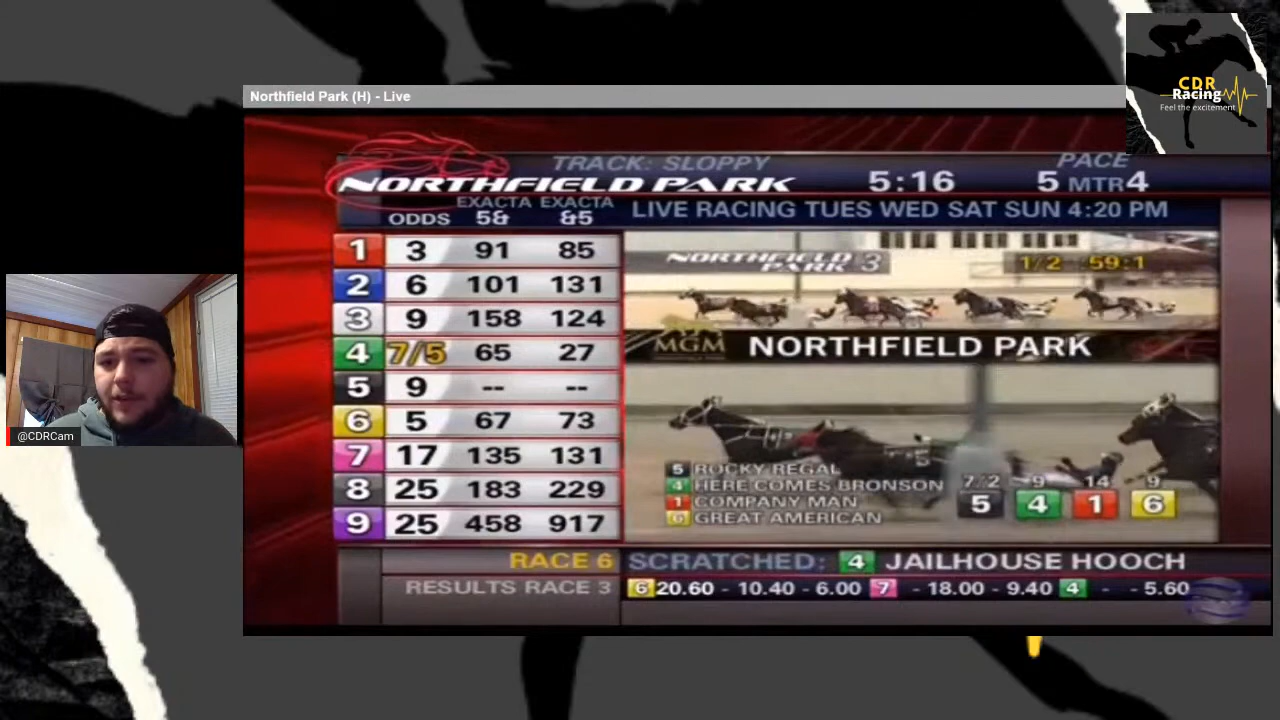 CDR
Racing
Feel the excitement
Northfield Park (H) - Live
TRACK: SLOPPY
PACE
NORTHFIELD PARK
5:16
5 MTR 4
EXACTA EXACTA
ODDS 5& &5
LIVE RACING TUES WED SAT SUN 4:20 PM
1 3 91 85
2 6 101 131
3 9 158 124
4 7/5 65 27
5 9 -- --
6 5 67 73
7 17 135 131
8 25 183 229
9 25 458 917
NORTHFIELD
PARK 3
1/2 :59:1
MGM
NORTHFIELD PARK
5 ROCKY REGAL
4 HERE COMES BRONSON
1 COMPANY MAN
6 GREAT AMERICAN
7/2 9 14 9
5 4 1 6
RACE 6 SCRATCHED: 4 JAILHOUSE HOOCH
RESULTS RACE 3 6 20.60 - 10.40 - 6.00 7 - 18.00 - 9.40 4 - - 5.60
@CDRCam